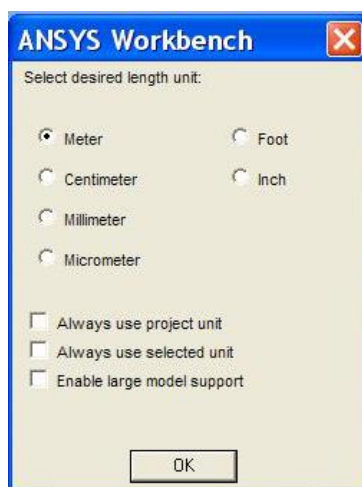 ANSYS Workbench
Select desired length unit:
Meter
Foot
Centimeter
Inch
Millimeter
Micrometer
Always use project unit
Always use selected unit
Enable large model support
OK